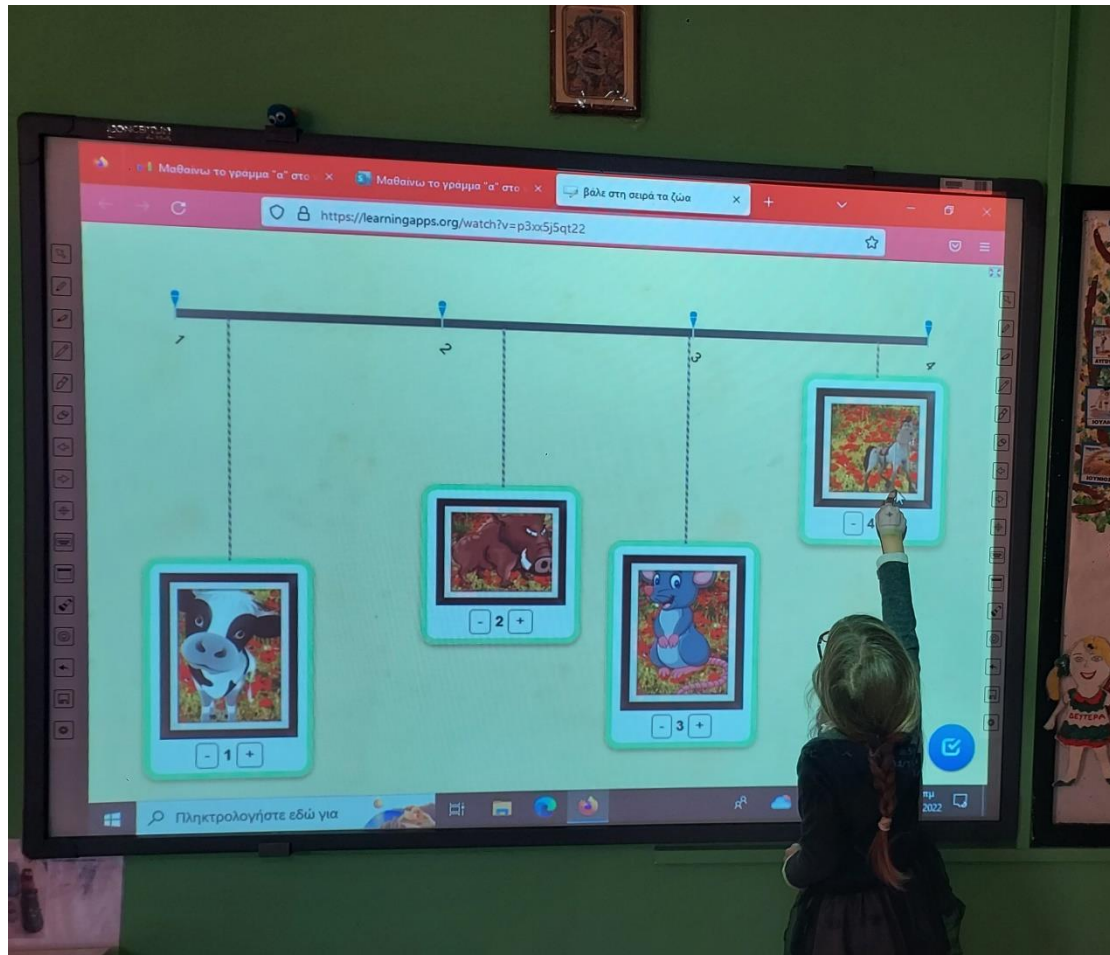 Μαθαίνω το γράμμα "α" στο
Μαθαίνω το γράμμα "α" στο
βάλε στη σειρά τα ζώα
https://learningapps.org/watch?v=p3xx5j5qt22
1
2
3
4
- 4
- 2 +
- 3 +
- 1 +
ΔΕΥΤΕΡΑ
Πληκτρολογήστε εδώ για
πμ
2022